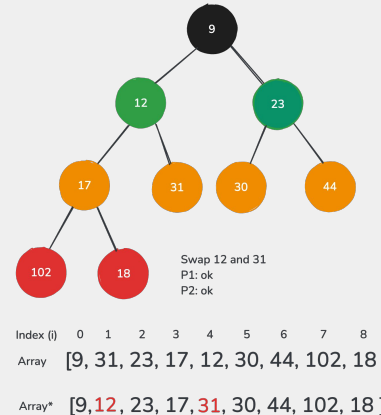 9
12
23
17
31
30
44
102
18
Swap 12 and 31
P1: ok
P2: ok
Index (i) 0 1 2 3 4 5 6 7 8
Array [9, 31, 23, 17, 12, 30, 44, 102, 18
Array* [9,12, 23, 17, 31, 30, 44, 102, 18 ]